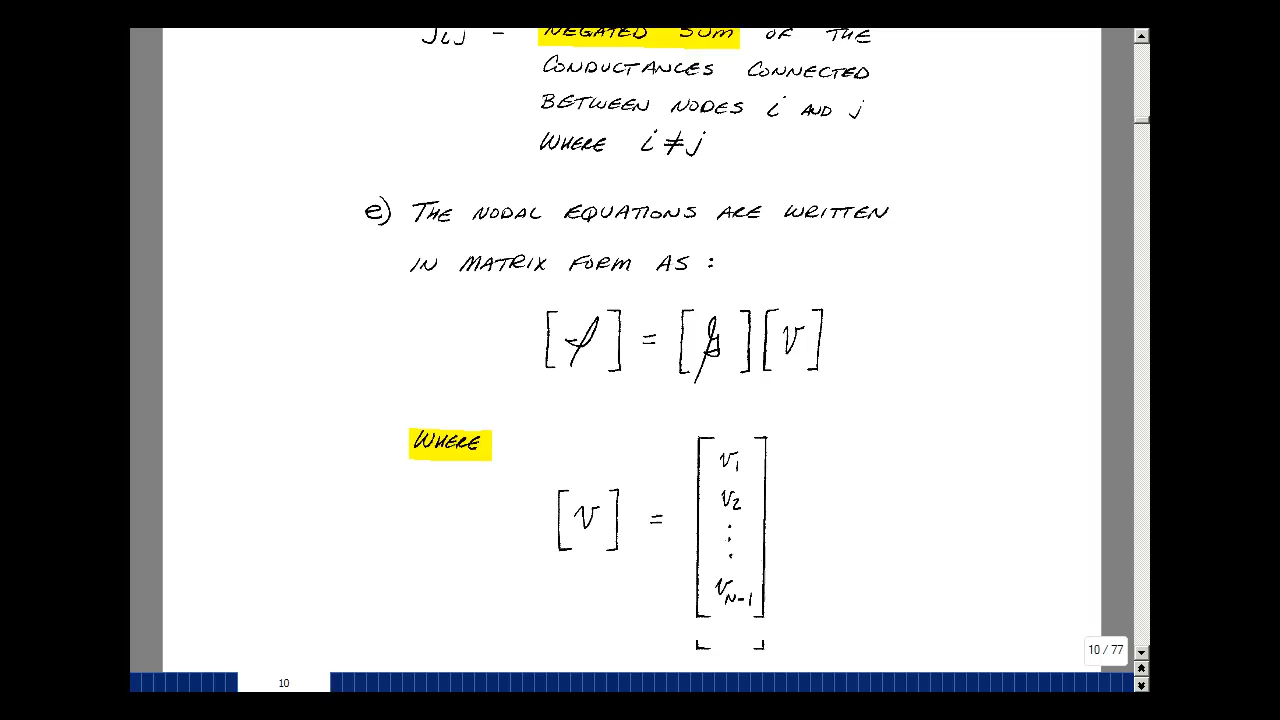 NEGATED SUM OF THE
CONDUCTANCES CONNECTED
BETWEEN NODES i AND j
WHERE i ≠ j
e) THE NODAL EQUATIONS ARE WRITTEN
IN MATRIX FORM AS :
[I] = [G][V]
WHERE
[V] =
V1
V2
⋮
VN-1
10 / 77
10